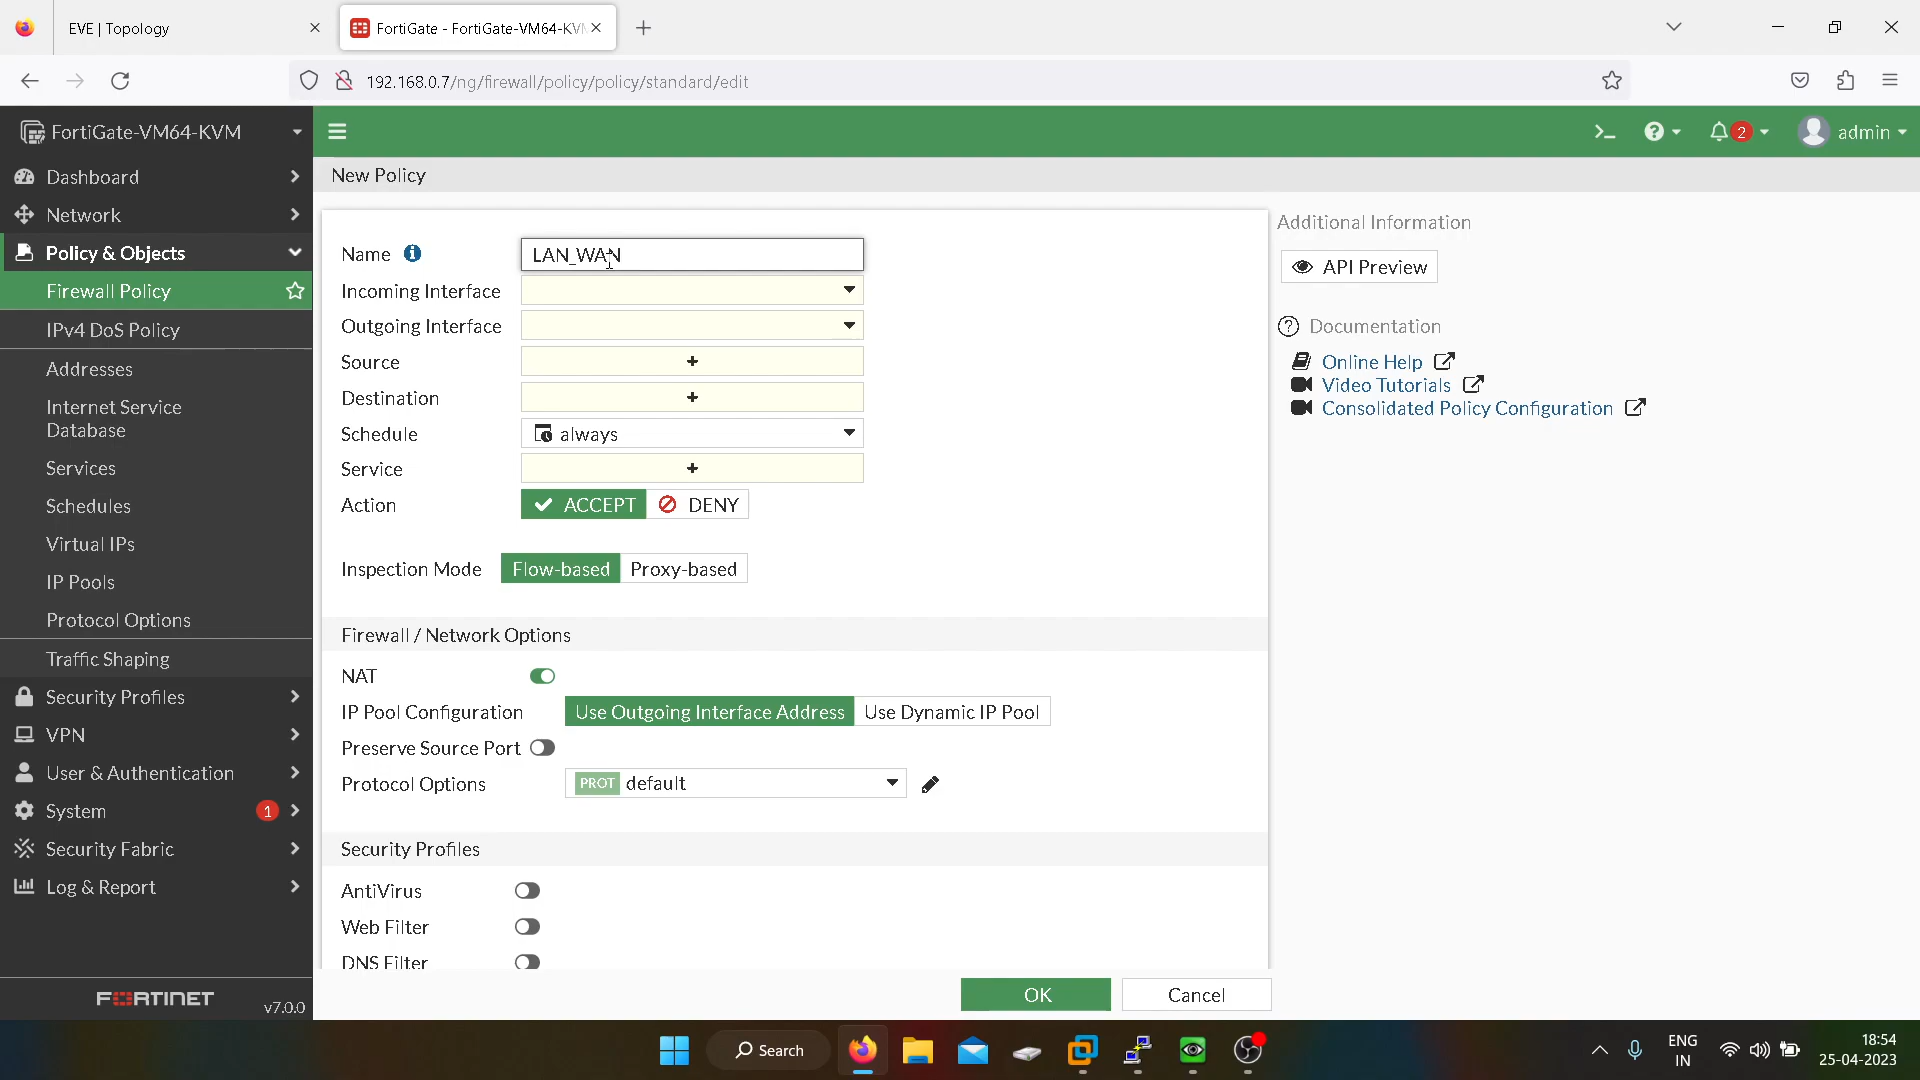 EVE | Topology
FortiGate - FortiGate-VM64-KVM
192.168.0.7/ng/firewall/policy/policy/standard/edit
FortiGate-VM64-KVM
2
admin
Dashboard
Network
Policy & Objects
Firewall Policy
IPv4 DoS Policy
Addresses
Internet Service
Database
Services
Schedules
Virtual IPs
IP Pools
Protocol Options
Traffic Shaping
Security Profiles
VPN
User & Authentication
System 1
Security Fabric
Log & Report
FORTINET v7.0.0
New Policy
Name LAN_WAN
Incoming Interface
Outgoing Interface
Source +
Destination +
Schedule always
Service +
Action ACCEPT DENY
Inspection Mode Flow-based Proxy-based
Firewall / Network Options
NAT
IP Pool Configuration Use Outgoing Interface Address Use Dynamic IP Pool
Preserve Source Port
Protocol Options PROT default
Security Profiles
AntiVirus
Web Filter
DNS Filter
OK Cancel
Additional Information
API Preview
Documentation
Online Help
Video Tutorials
Consolidated Policy Configuration
Search
ENG
IN
18:54
25-04-2023